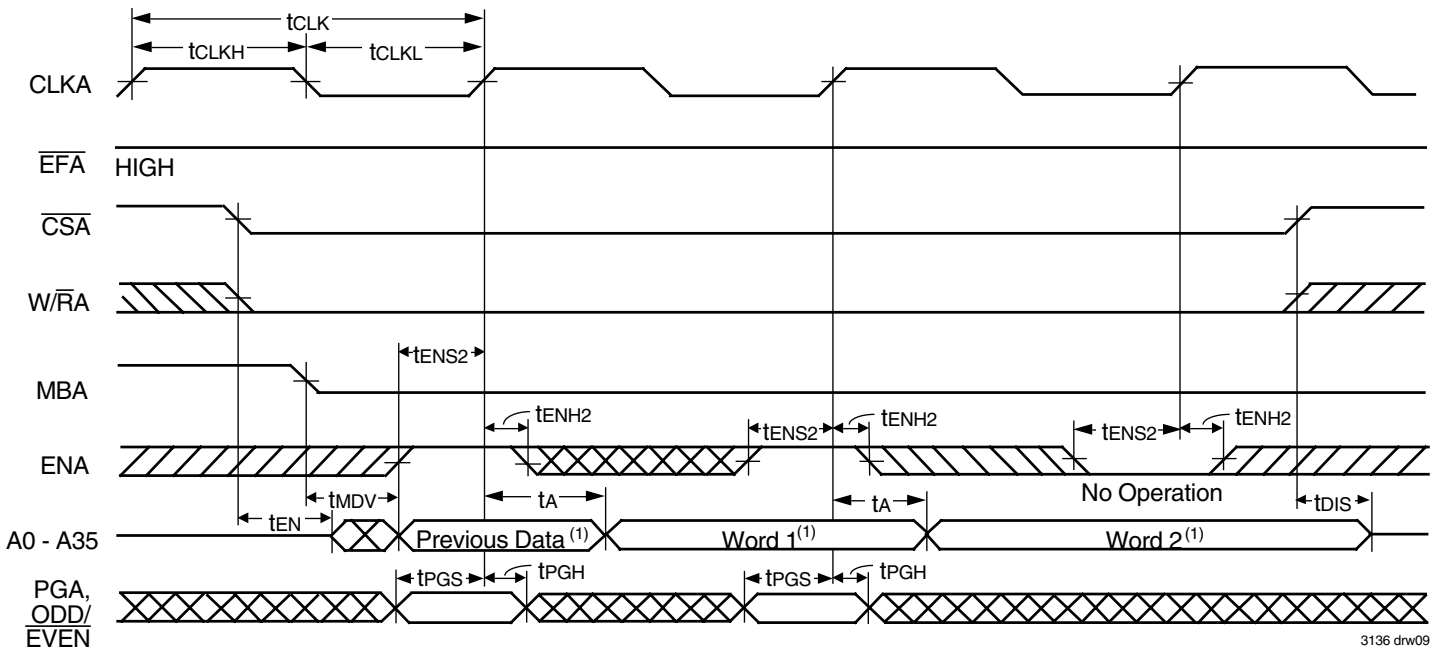 tCLK
tCLKH tCLKL
CLKA
EFA HIGH
CSA
W/RA
tENS2
MBA
tENH2 tENS2 tENH2 tENS2 tENH2
ENA
No Operation
tMDV tA tA tDIS
tEN
A0 - A35 Previous Data (1) Word 1(1) Word 2(1)
tPGS tPGH tPGS tPGH
PGA,
ODD/
EVEN
3136 drw09